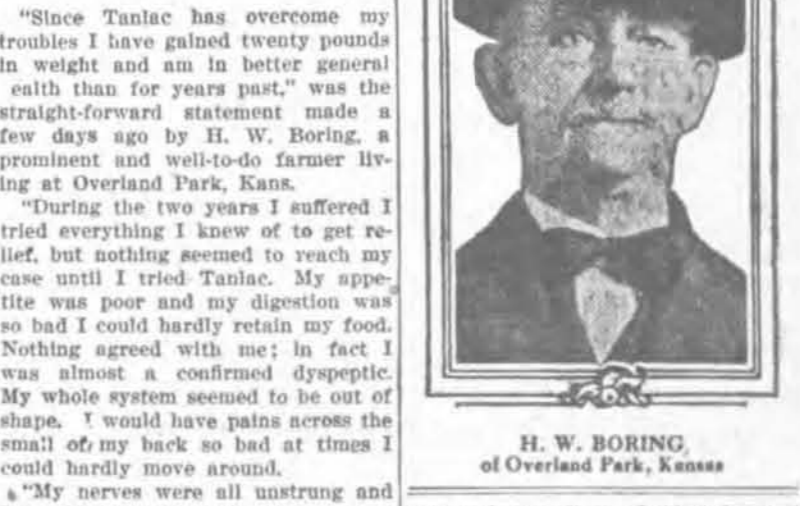 "Since Tanlac has overcome my
troubles I have gained twenty pounds
in weight and am in better general
ealth than for years past," was the
straight-forward statement made a
few days ago by H. W. Boring, a
prominent and well-to-do farmer liv-
ing at Overland Park, Kans.
"During the two years I suffered I
tried everything I knew of to get re-
lief, but nothing seemed to reach my
case until I tried Tanlac. My appe-
tite was poor and my digestion was
so bad I could hardly retain my food.
Nothing agreed with me; in fact I
was almost a confirmed dyspeptic.
My whole system seemed to be out of
shape. I would have pains across the
small of my back so bad at times I
could hardly move around.
"My nerves were all unstrung and
H. W. BORING,
of Overland Park, Kansas